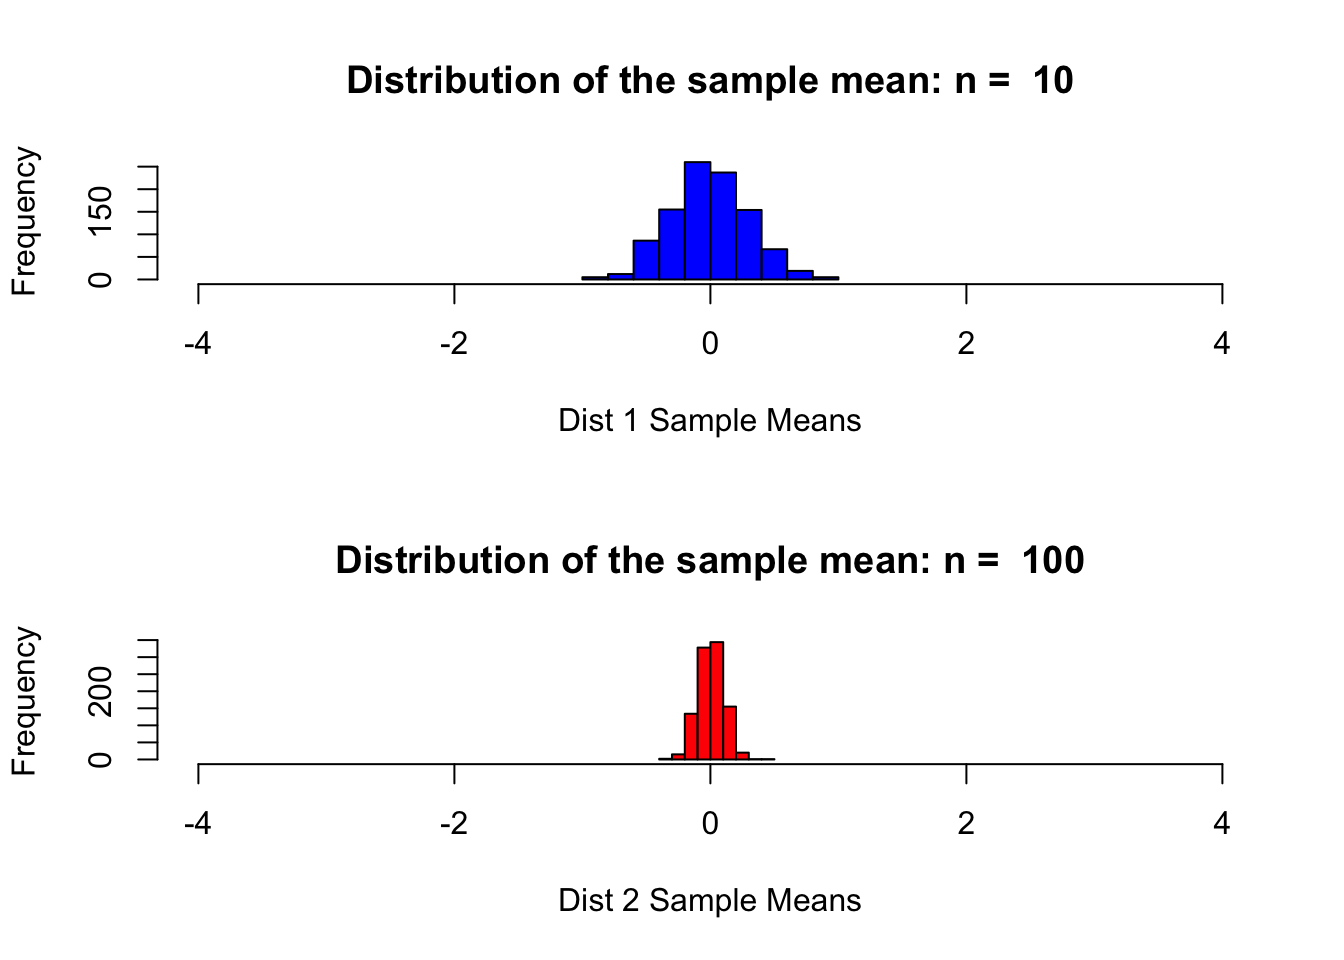 Distribution of the sample mean: n =  10
Frequency
150
0
-4 -2 0 2 4
Dist 1 Sample Means
Distribution of the sample mean: n =  100
Frequency
200
0
-4 -2 0 2 4
Dist 2 Sample Means